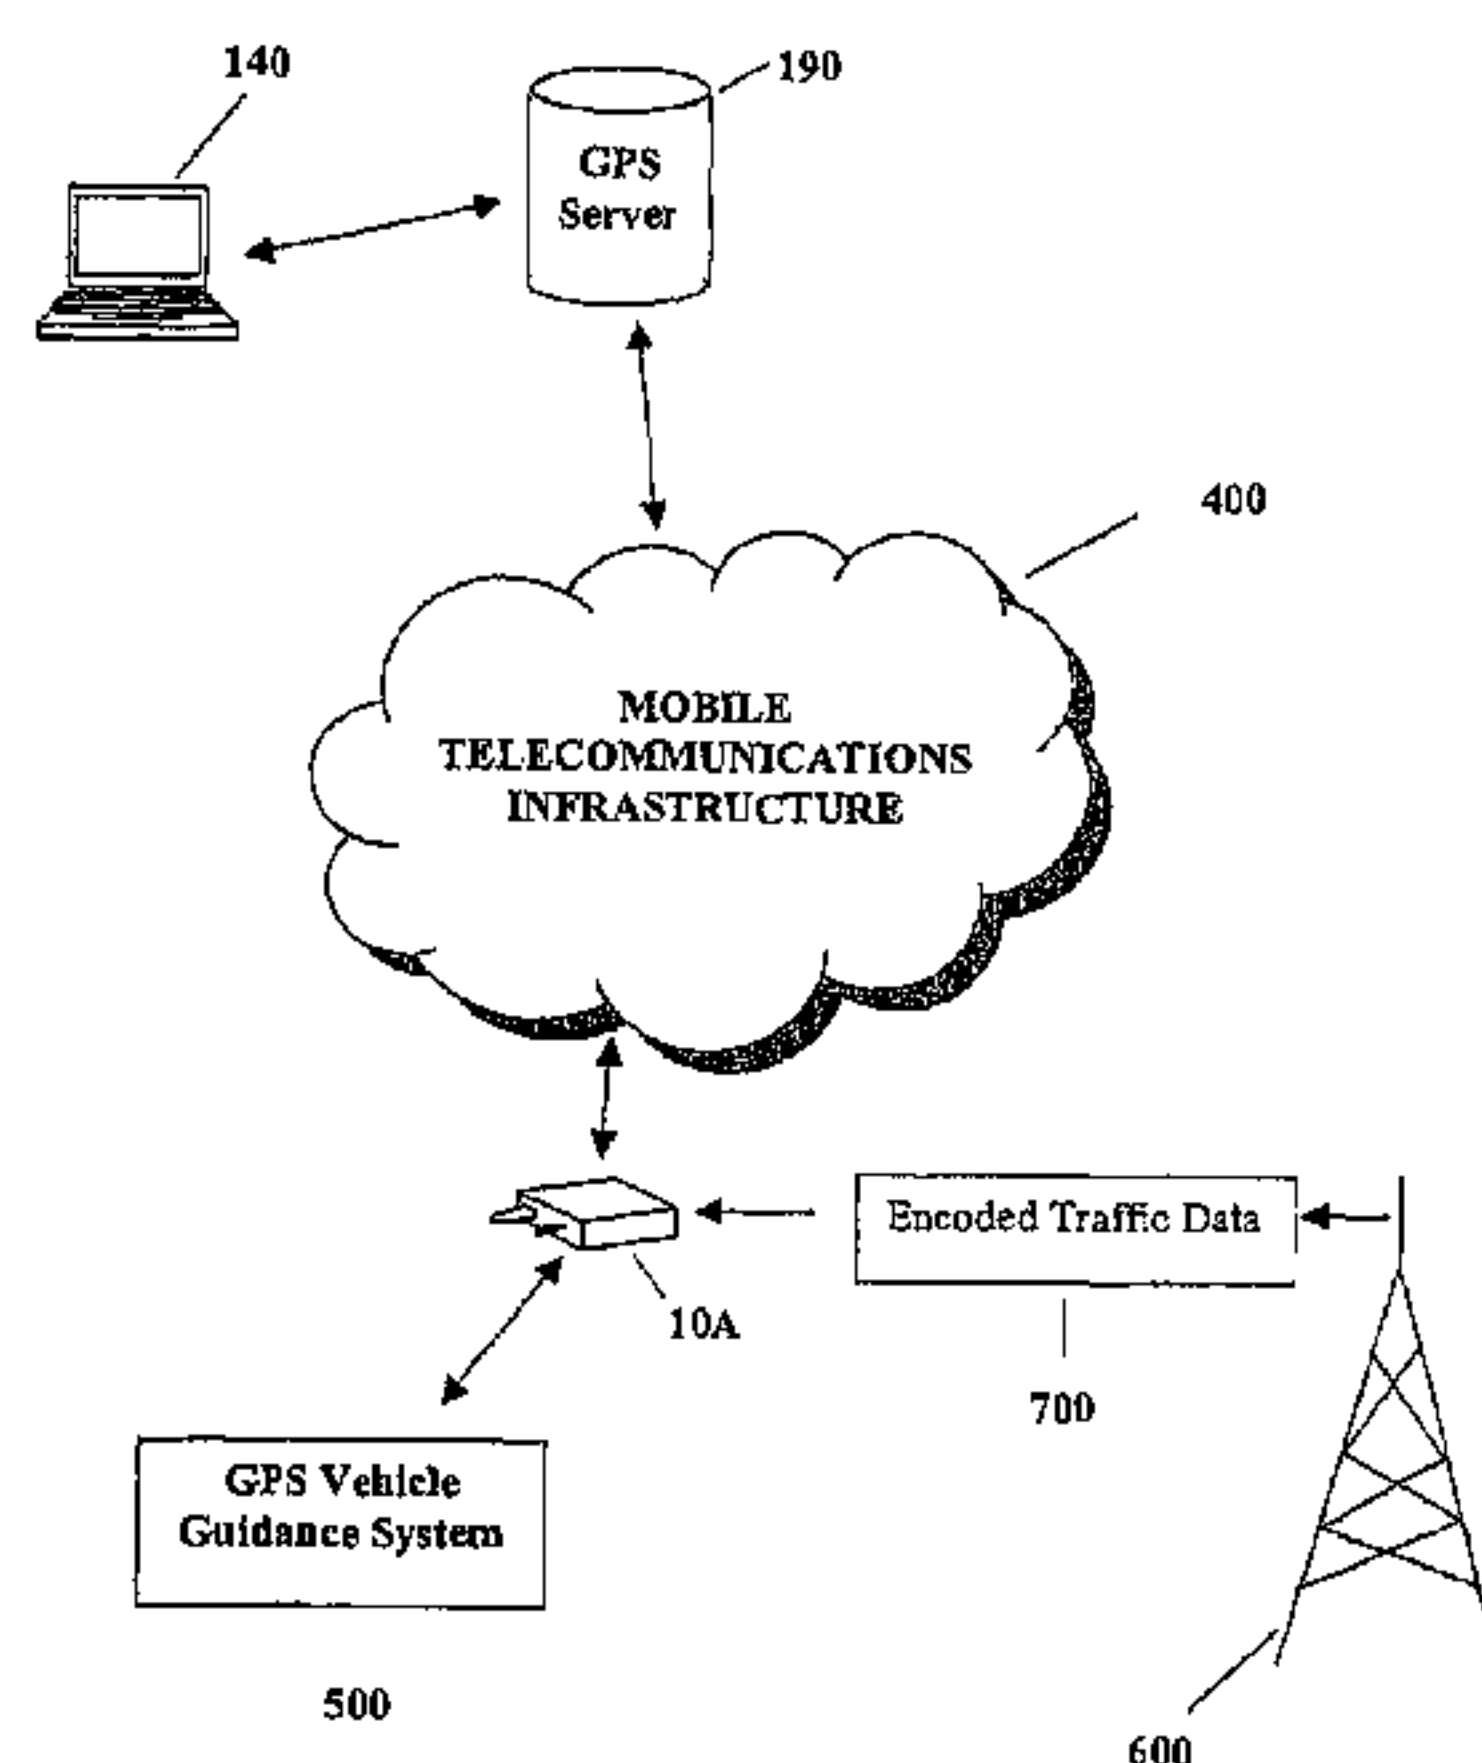 140
190
GPS
Server
400
MOBILE
TELECOMMUNICATIONS
INFRASTRUCTURE
Encoded Traffic Data
10A
700
GPS Vehicle
Guidance System
500
600